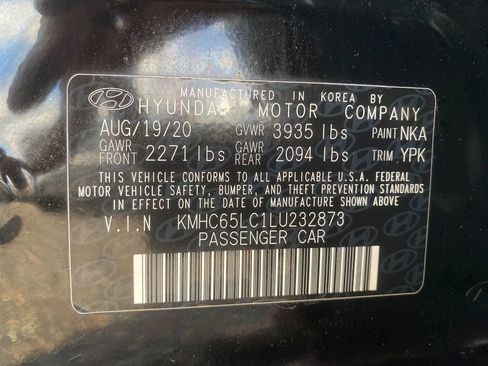 MANUFACTURED IN KOREA BY
HYUNDAI MOTOR COMPANY
AUG/19/20 GVWR 3935 lbs PAINT NKA
GAWR FRONT 2271 lbs GAWR REAR 2094 lbs TRIM YPK
THIS VEHICLE CONFORMS TO ALL APPLICABLE U.S.A. FEDERAL
MOTOR VEHICLE SAFETY, BUMPER, AND THEFT PREVENTION STANDARDS
IN EFFECT ON THE DATE OF MANUFACTURE SHOWN ABOVE.
V.I.N KMHC65LC1LU232873
PASSENGER CAR